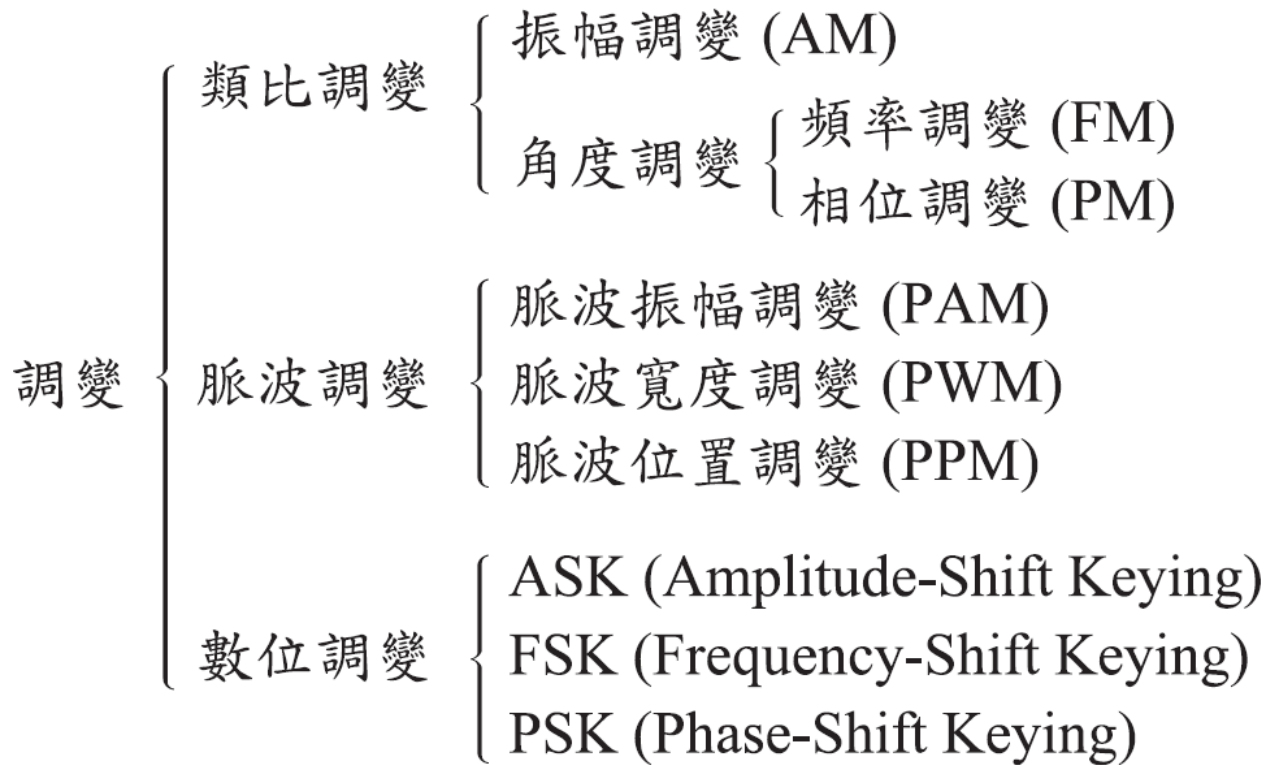 調變
類比調變
振幅調變 (AM)
角度調變
頻率調變 (FM)
相位調變 (PM)
脈波調變
脈波振幅調變 (PAM)
脈波寬度調變 (PWM)
脈波位置調變 (PPM)
數位調變
ASK (Amplitude-Shift Keying)
FSK (Frequency-Shift Keying)
PSK (Phase-Shift Keying)